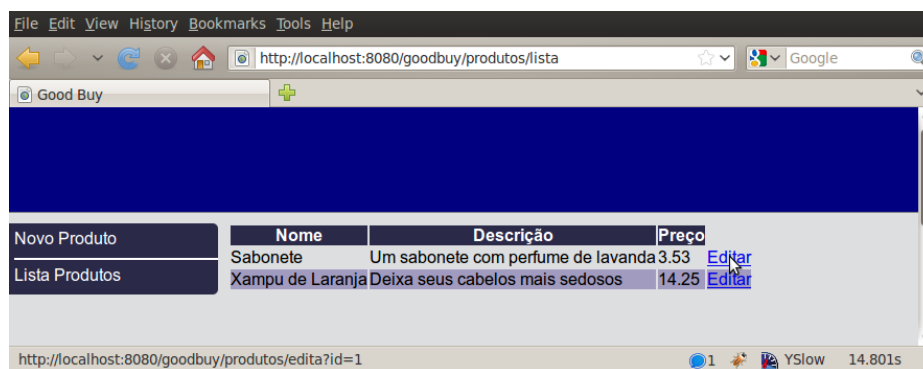 File Edit View History Bookmarks Tools Help
http://localhost:8080/goodbuy/produtos/lista Google
Good Buy
Novo Produto
Lista Produtos
Nome Descrição Preço
Sabonete Um sabonete com perfume de lavanda 3.53 Editar
Xampu de Laranja Deixa seus cabelos mais sedosos 14.25 Editar
http://localhost:8080/goodbuy/produtos/edita?id=1 1 YSlow 14.801s